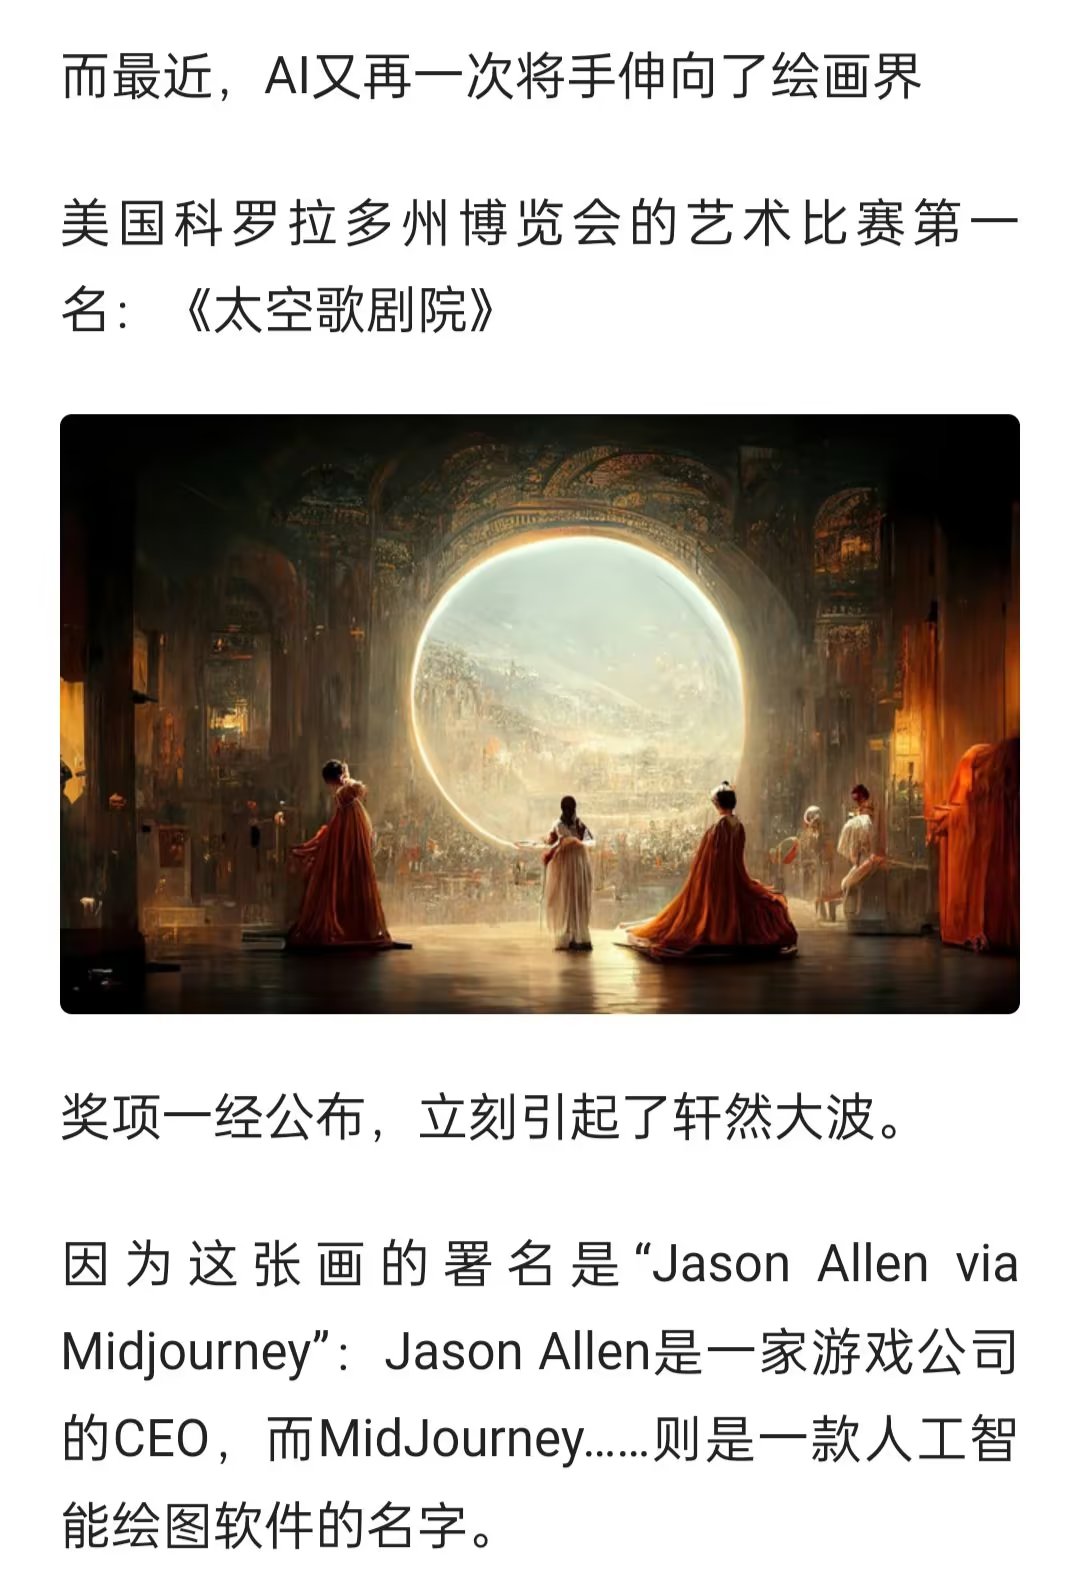 而最近，AI又再一次将手伸向了绘画界
美国科罗拉多州博览会的艺术比赛第一
名：《太空歌剧院》
奖项一经公布，立刻引起了轩然大波。
因为这张画的署名是“Jason Allen via
Midjourney”：Jason Allen是一家游戏公司
的CEO，而MidJourney……则是一款人工智
能绘图软件的名字。